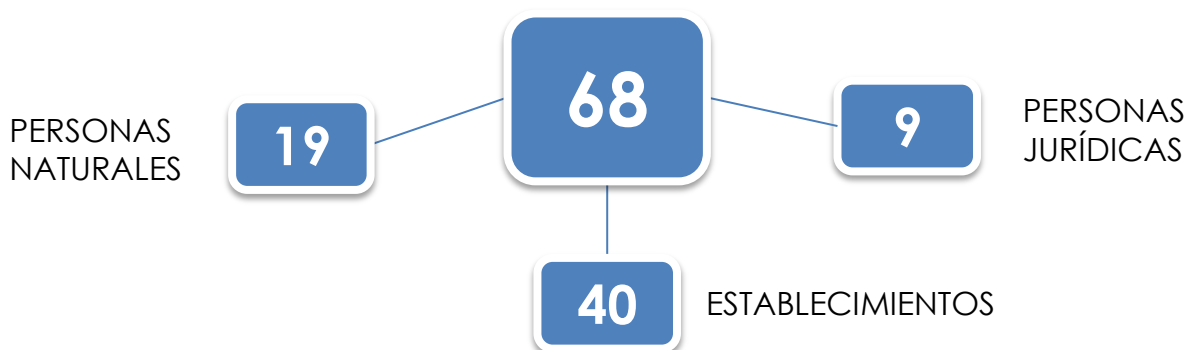 68
PERSONAS
NATURALES
19
9
PERSONAS
JURÍDICAS
40
ESTABLECIMIENTOS